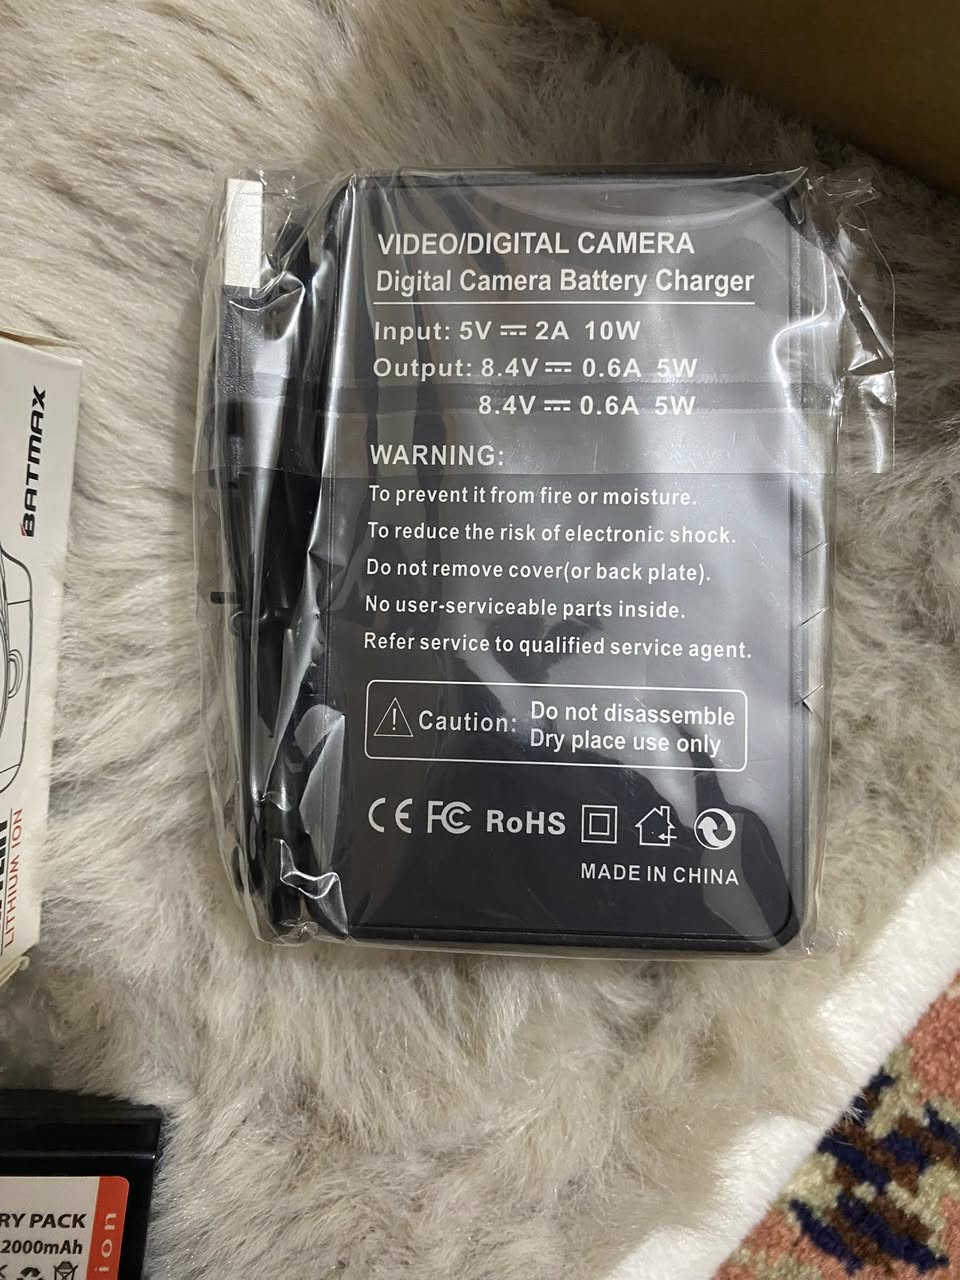 VIDEO/DIGITAL CAMERA
Digital Camera Battery Charger
Input: 5V ⎓ 2A 10W
Output: 8.4V ⎓ 0.6A 5W
8.4V ⎓ 0.6A 5W
WARNING:
To prevent it from fire or moisture.
To reduce the risk of electronic shock.
Do not remove cover(or back plate).
No user-serviceable parts inside.
Refer service to qualified service agent.
Caution: Do not disassemble
Dry place use only
CE FC RoHS
MADE IN CHINA
BATMAX
LITHIUM ION
RY PACK
2000mAh
ion